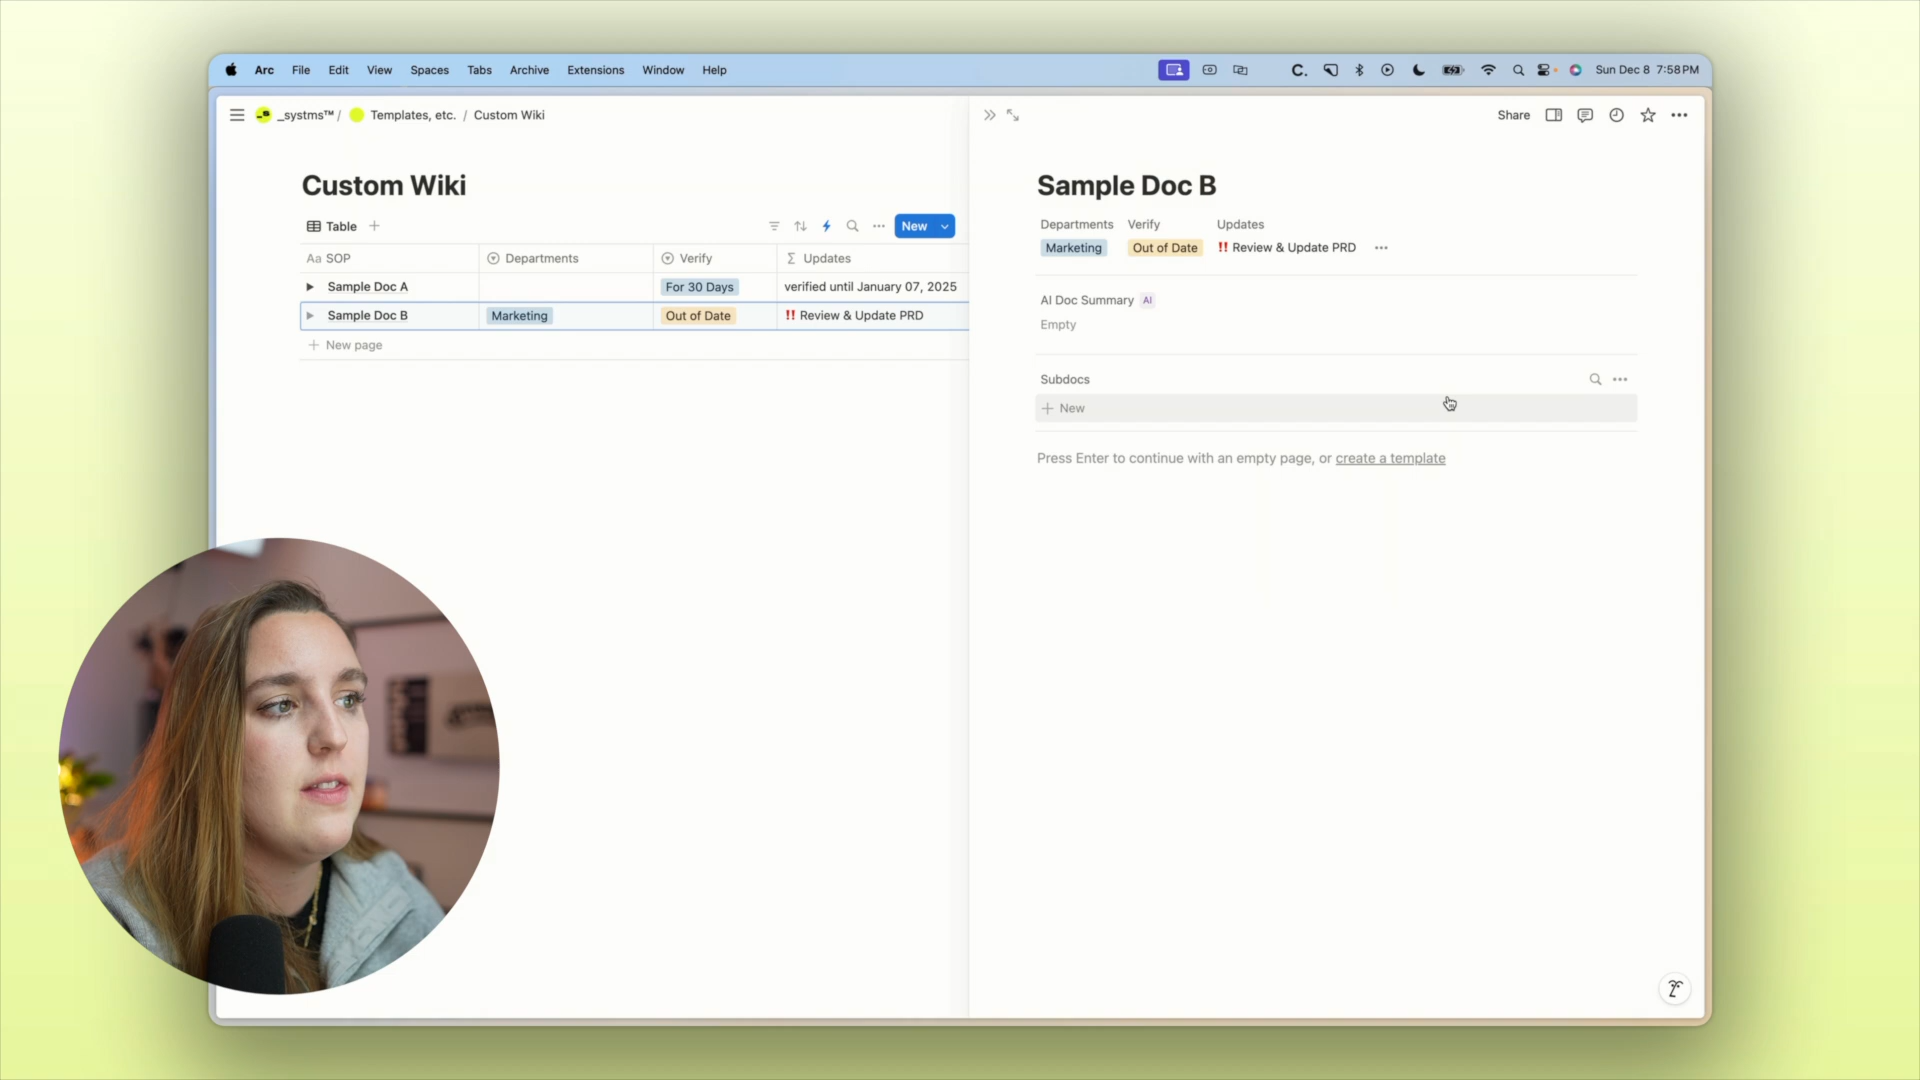 Arc File Edit View Spaces Tabs Archive Extensions Window Help C. Sun Dec 8 7:58PM
_systms™ / Templates, etc. / Custom Wiki
Share
Custom Wiki
Table
New
Aa SOP Departments Verify Σ Updates
Sample Doc A For 30 Days verified until January 07, 2025
Sample Doc B Marketing Out of Date ‼ Review & Update PRD
+ New page
Sample Doc B
Departments Verify Updates
Marketing Out of Date ‼ Review & Update PRD
AI Doc Summary AI
Empty
Subdocs
+ New
Press Enter to continue with an empty page, or create a template